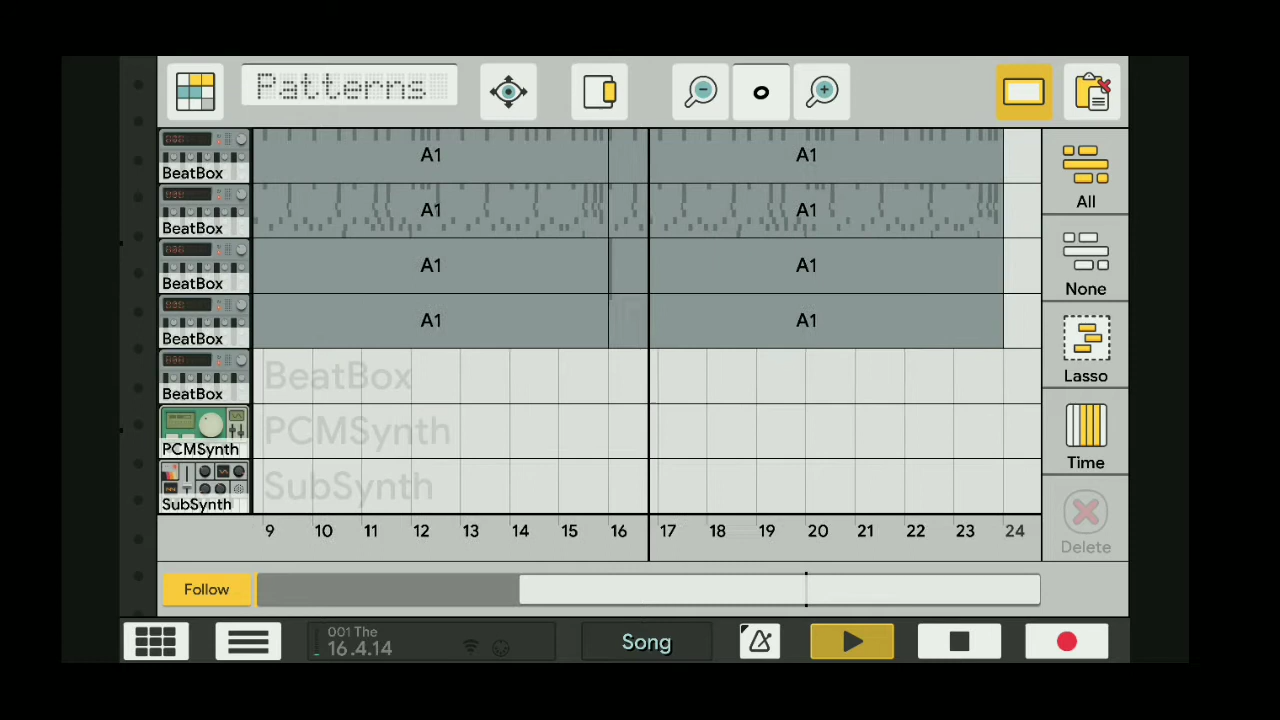 Patterns
BeatBox A1 A1
BeatBox A1 A1
BeatBox A1 A1
BeatBox A1 A1
BeatBox BeatBox
PCMSynth PCMSynth
SubSynth SubSynth
9 10 11 12 13 14 15 16 17 18 19 20 21 22 23 24
All
None
Lasso
Time
Delete
Follow
001 The
16.4.14
Song